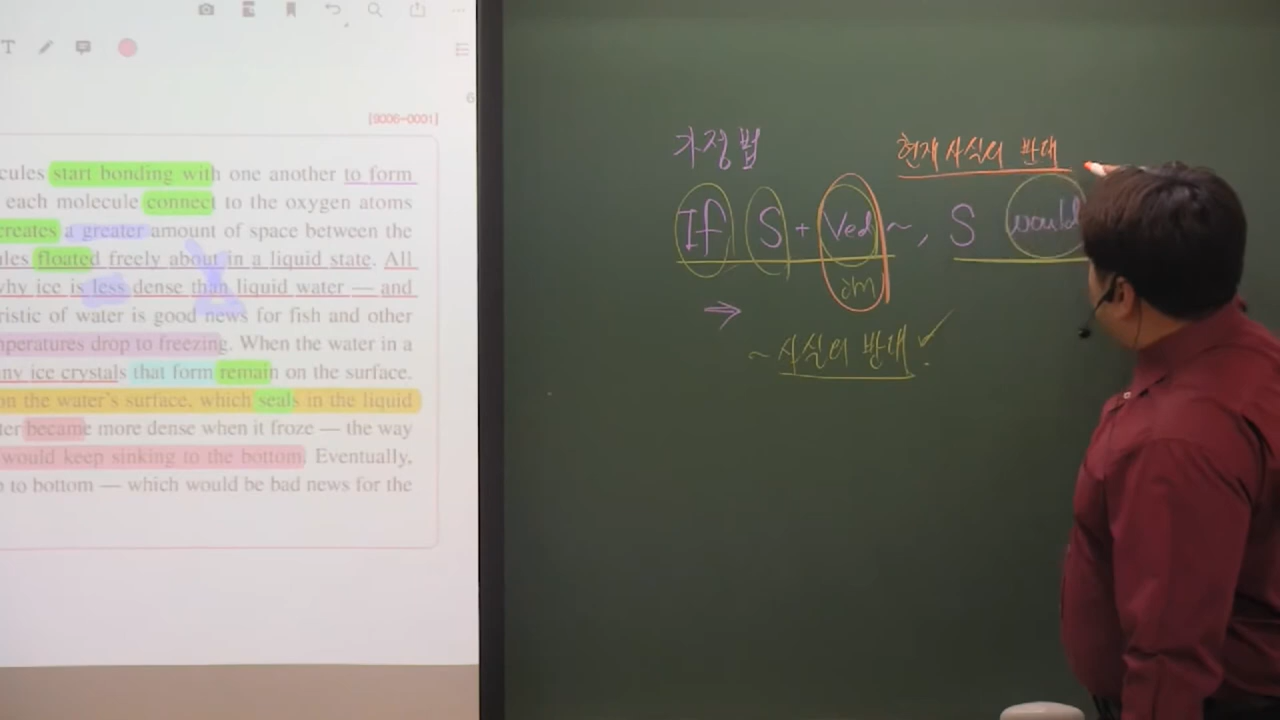 T
6
[9006-0001]
cules start bonding with one another to form
each molecule connect to the oxygen atoms
creates a greater amount of space between the
les floated freely about in a liquid state. All
why ice is less dense than liquid water — and
ristic of water is good news for fish and other
mperatures drop to freezing. When the water in a
ny ice crystals that form remain on the surface.
on the water's surface, which seals in the liquid
ter became more dense when it froze — the way
would keep sinking to the bottom. Eventually,
o to bottom — which would be bad news for the
가정법
현재사실의 반대
If S + Ved ~, S would
~ 사실의 반대 ✓